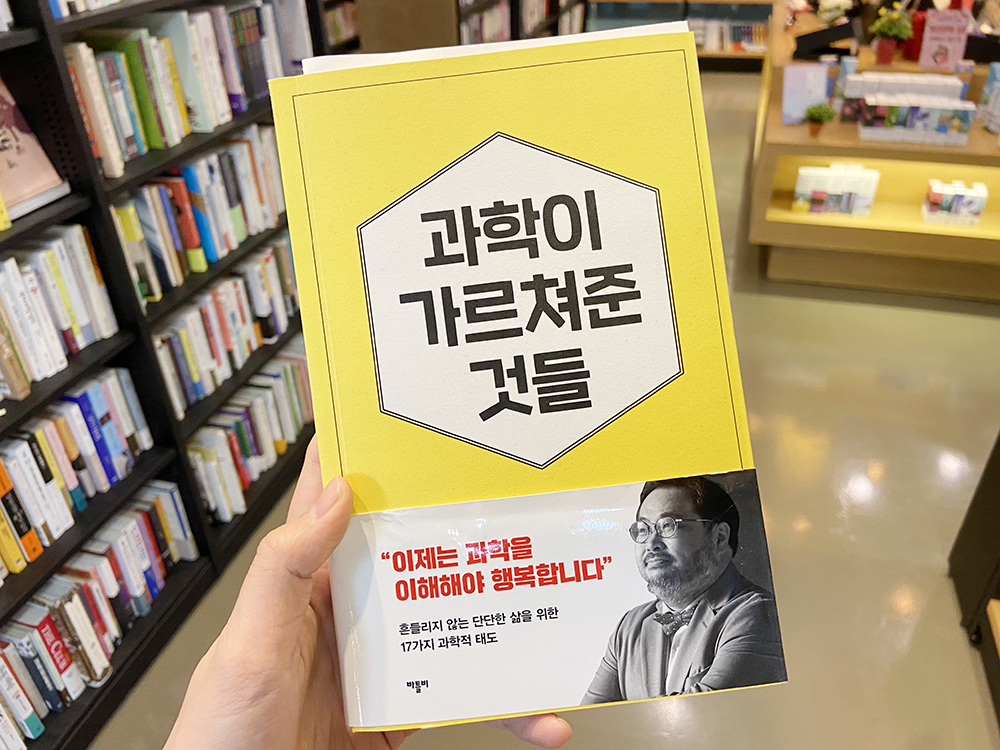 과학이
가르쳐준
것들
“이제는 과학을
이해해야 행복합니다”
흔들리지 않는 단단한 삶을 위한
17가지 과학적 태도
바틀비